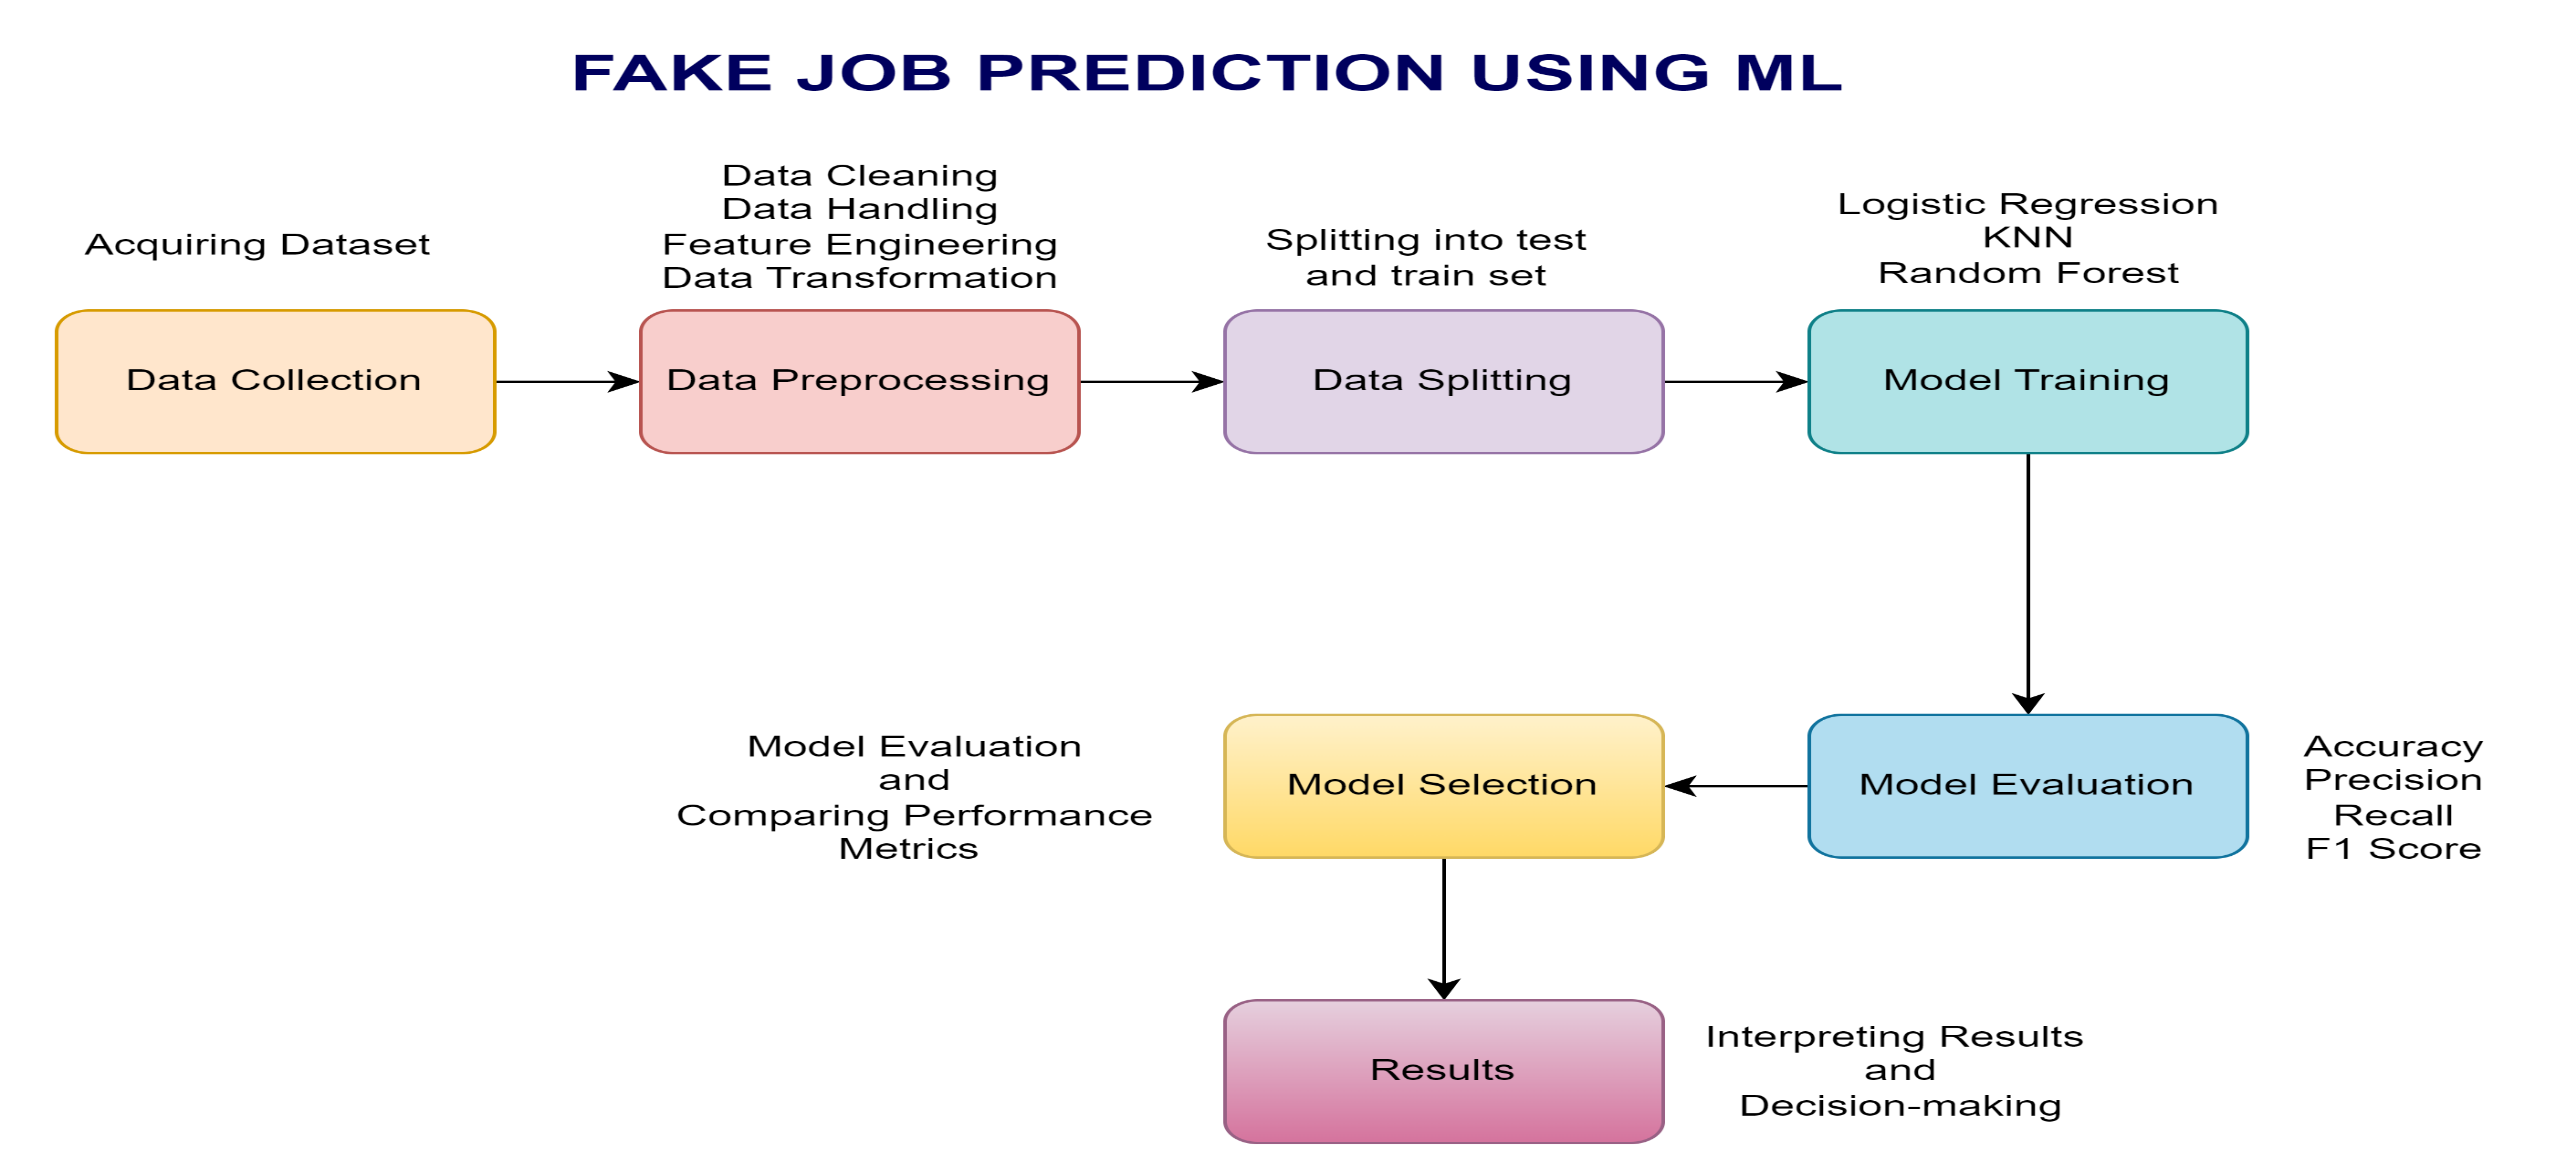 FAKE JOB PREDICTION USING ML
Acquiring Dataset
Data Collection
Data Cleaning
Data Handling
Feature Engineering
Data Transformation
Data Preprocessing
Splitting into test
and train set
Data Splitting
Logistic Regression
KNN
Random Forest
Model Training
Model Evaluation
Accuracy
Precision
Recall
F1 Score
Model Selection
Model Evaluation
and
Comparing Performance
Metrics
Results
Interpreting Results
and
Decision-making